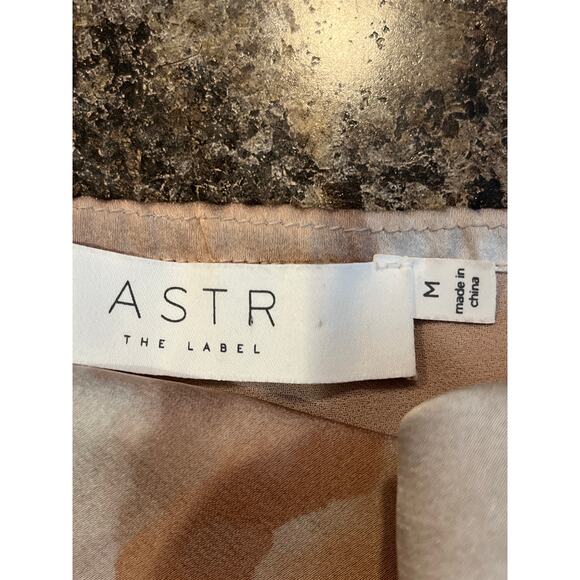 ASTR
THE LABEL
M
made in
china